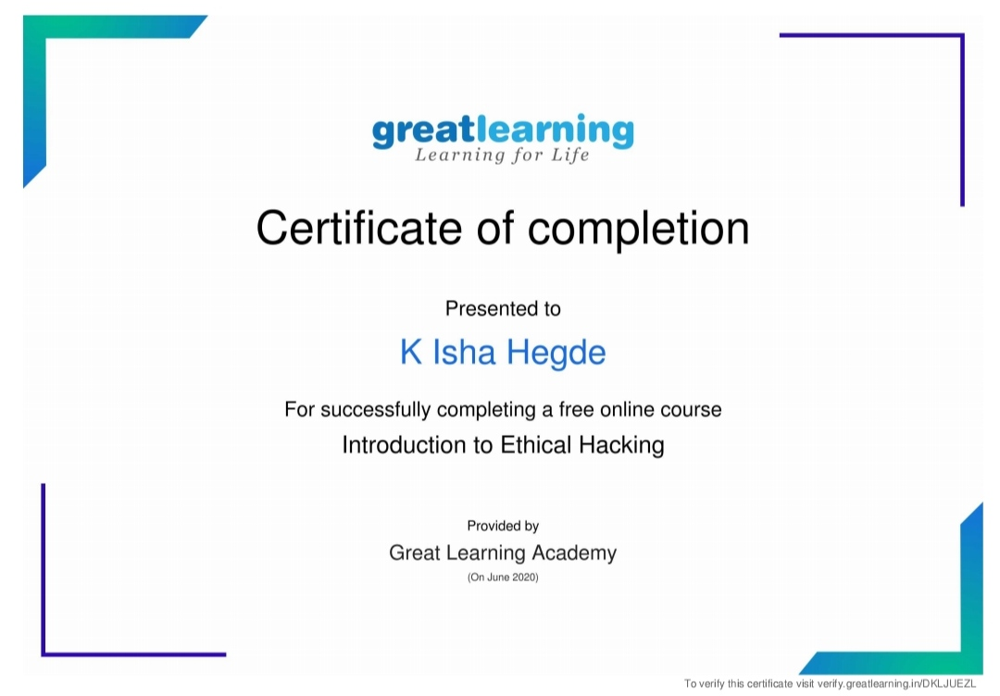 greatlearning
Learning for Life
Certificate of completion
Presented to
K Isha Hegde
For successfully completing a free online course
Introduction to Ethical Hacking
Provided by
Great Learning Academy
(On June 2020)
To verify this certificate visit verify.greatlearning.in/DKLJUEZL